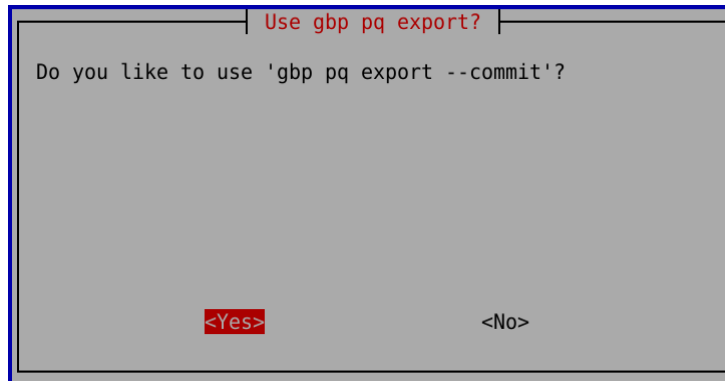 Use gbp pq export?
Do you like to use 'gbp pq export --commit'?
<Yes> <No>